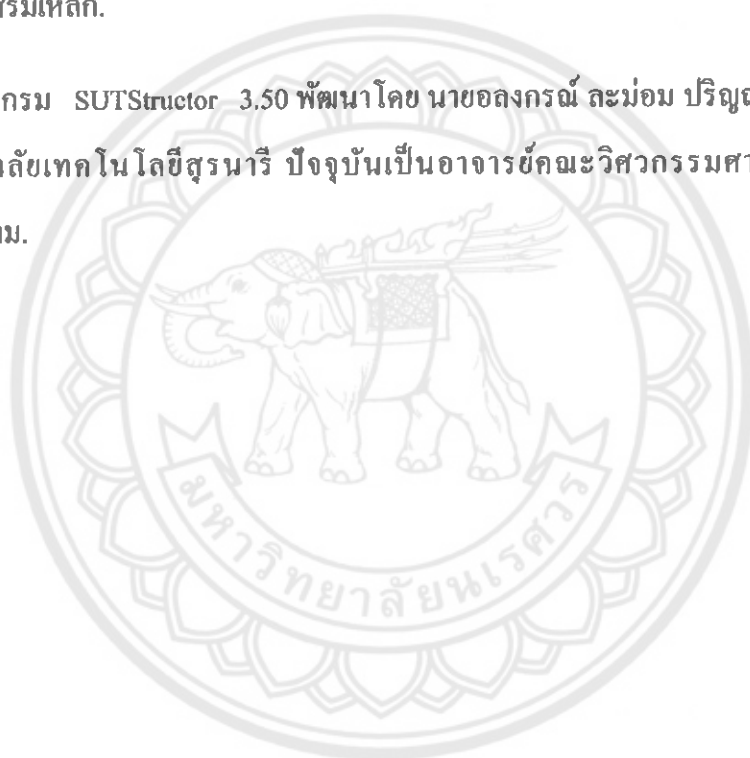 สริมเหล็ก.
กรม SUTStructor 3.50 พัฒนาโดย นายอลงกรณ์ ละม่อม ปริญญ
าลัยเทคโนโลยีสุรนารี ปัจจุบันเป็นอาจารย์คณะวิศวกรรมศา
าม.
มหาวิทยาลัยนเรศวร